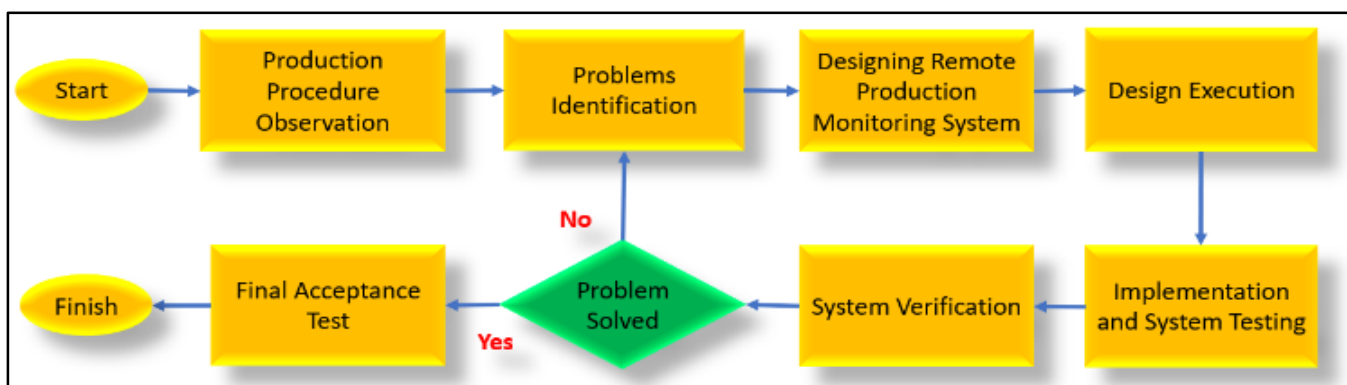 Start
Production
Procedure
Observation
Problems
Identification
Designing Remote
Production
Monitoring System
Design Execution
No
Finish
Final Acceptance
Test
Yes
Problem
Solved
System Verification
Implementation
and System Testing